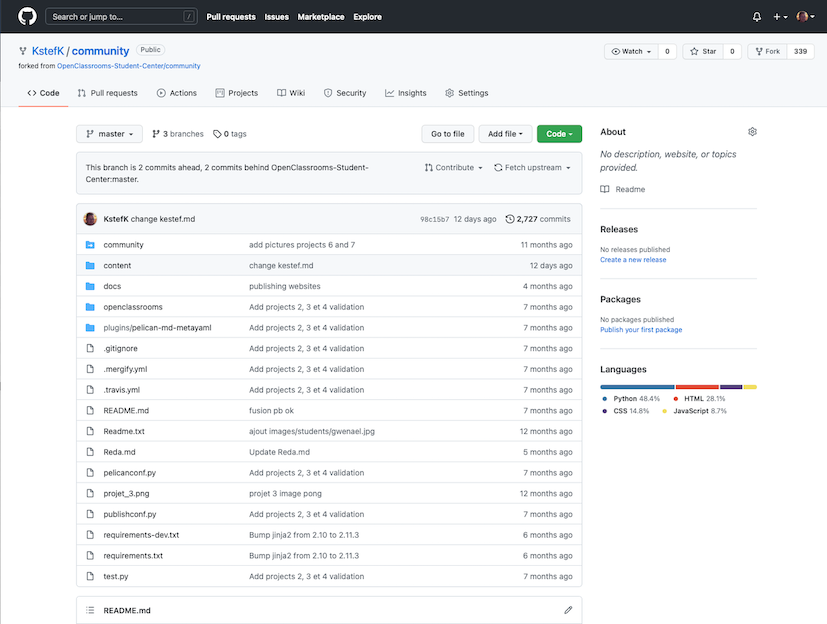 Search or jump to... /
Pull requests Issues Marketplace Explore
KstefK / community Public
Watch 0 Star 0 Fork 339
forked from OpenClassrooms-Student-Center/community
Code Pull requests Actions Projects Wiki Security Insights Settings
master 3 branches 0 tags Go to file Add file Code
This branch is 2 commits ahead, 2 commits behind OpenClassrooms-Student-
Center:master.
Contribute Fetch upstream
KstefK change kestef.md 98c15b7 12 days ago 2,727 commits
community add pictures projects 6 and 7 11 months ago
content change kestef.md 12 days ago
docs publishing websites 4 months ago
openclassrooms Add projects 2, 3 et 4 validation 7 months ago
plugins/pelican-md-metayaml Add projects 2, 3 et 4 validation 7 months ago
.gitignore Add projects 2, 3 et 4 validation 7 months ago
.mergify.yml Add projects 2, 3 et 4 validation 7 months ago
.travis.yml Add projects 2, 3 et 4 validation 7 months ago
README.md fusion pb ok 7 months ago
Readme.txt ajout images/students/gwenael.jpg 12 months ago
Reda.md Update Reda.md 5 months ago
pelicanconf.py Add projects 2, 3 et 4 validation 7 months ago
projet_3.png projet 3 image pong 12 months ago
publishconf.py Add projects 2, 3 et 4 validation 7 months ago
requirements-dev.txt Bump jinja2 from 2.10 to 2.11.3 6 months ago
requirements.txt Bump jinja2 from 2.10 to 2.11.3 6 months ago
test.py Add projects 2, 3 et 4 validation 7 months ago
README.md
About
No description, website, or topics
provided.
Readme
Releases
No releases published
Create a new release
Packages
No packages published
Publish your first package
Languages
Python 48.4% HTML 28.1%
CSS 14.8% JavaScript 8.7%